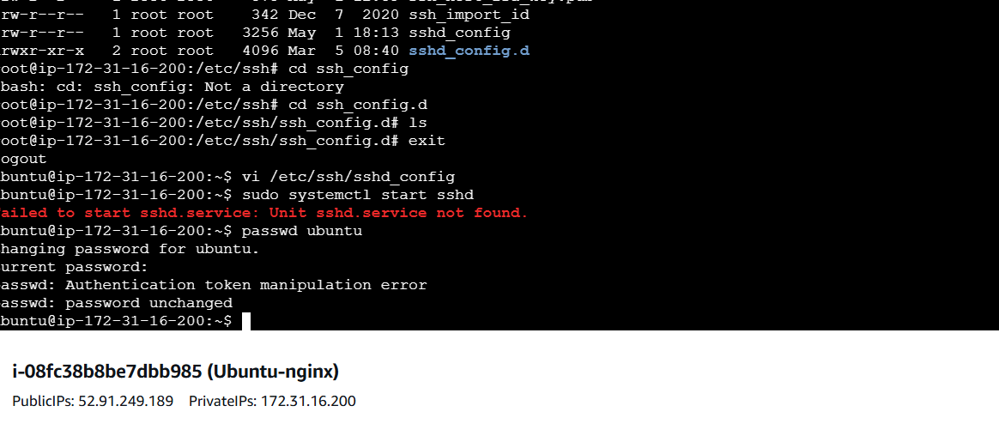 rw-r--r--   1 root root     342 Dec  7  2020 ssh_import_id
rw-r--r--   1 root root    3256 May  1 18:13 sshd_config
rwxr-xr-x   2 root root    4096 Mar  5 08:40 sshd_config.d
oot@ip-172-31-16-200:/etc/ssh# cd ssh_config
bash: cd: ssh_config: Not a directory
oot@ip-172-31-16-200:/etc/ssh# cd ssh_config.d
oot@ip-172-31-16-200:/etc/ssh/ssh_config.d# ls
oot@ip-172-31-16-200:/etc/ssh/ssh_config.d# exit
ogout
buntu@ip-172-31-16-200:~$ vi /etc/ssh/sshd_config
buntu@ip-172-31-16-200:~$ sudo systemctl start sshd
ailed to start sshd.service: Unit sshd.service not found.
buntu@ip-172-31-16-200:~$ passwd ubuntu
hanging password for ubuntu.
urrent password:
asswd: Authentication token manipulation error
asswd: password unchanged
buntu@ip-172-31-16-200:~$
i-08fc38b8be7dbb985 (Ubuntu-nginx)
PublicIPs: 52.91.249.189    PrivateIPs: 172.31.16.200